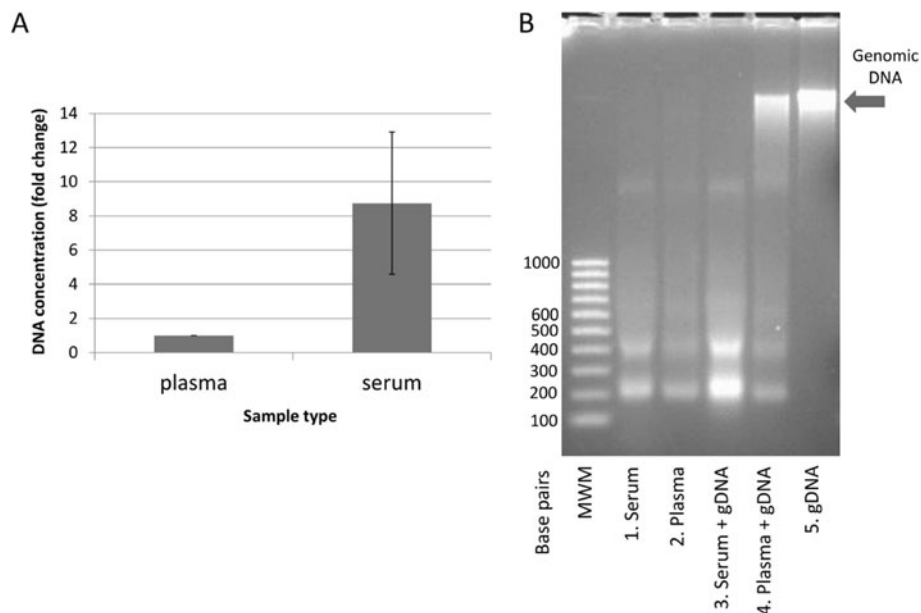 A
DNA concentration (fold change)
14
12
10
8
6
4
2
0
plasma serum
Sample type
B
Genomic
DNA
1000
600
500
400
300
200
100
Base pairs
MWM
1. Serum
2. Plasma
3. Serum + gDNA
4. Plasma + gDNA
5. gDNA